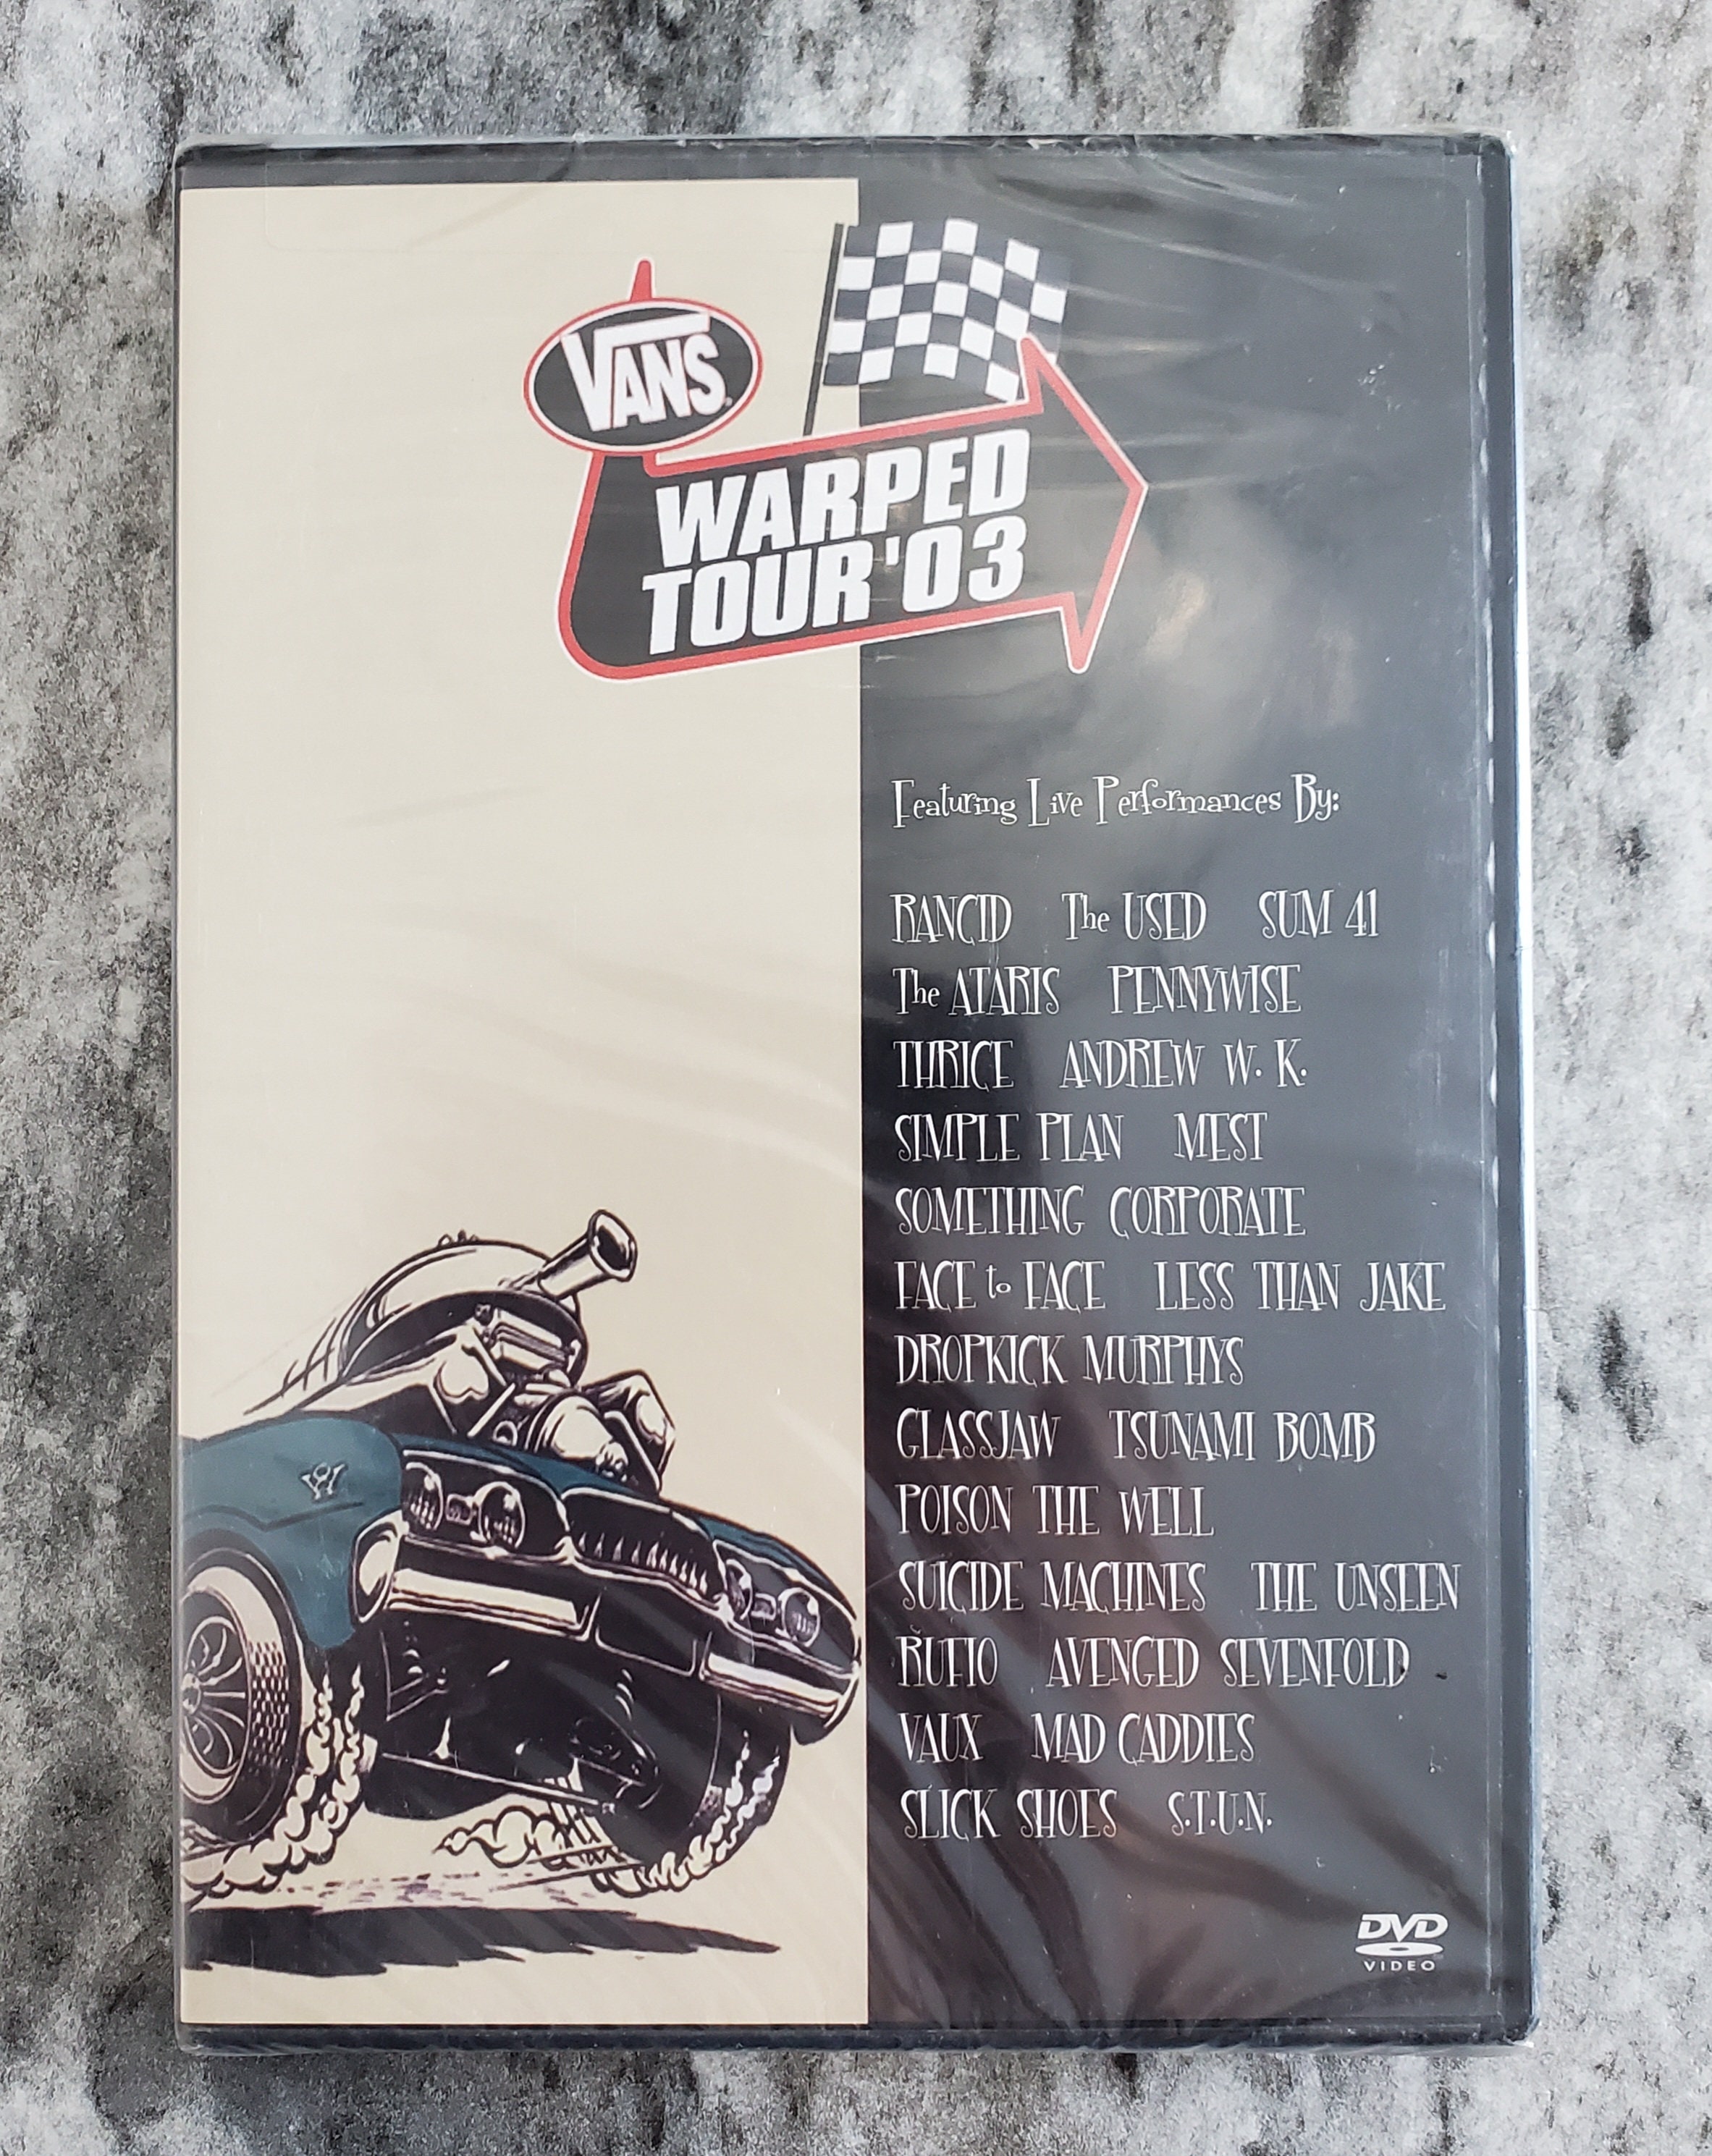 VANS
WARPED
TOUR '03
Featuring Live Performances By:
RANCID The USED SUM 41
The ATARIS PENNYWISE
THRICE ANDREW W. K.
SIMPLE PLAN MEST
SOMETHING CORPORATE
FACE to FACE LESS THAN JAKE
DROPKICK MURPHYS
GLASSJAW TSUNAMI BOMB
POISON THE WELL
SUICIDE MACHINES THE UNSEEN
RUFIO AVENGED SEVENFOLD
VAUX MAD CADDIES
SLICK SHOES S.T.U.N.
V8
DVD
VIDEO